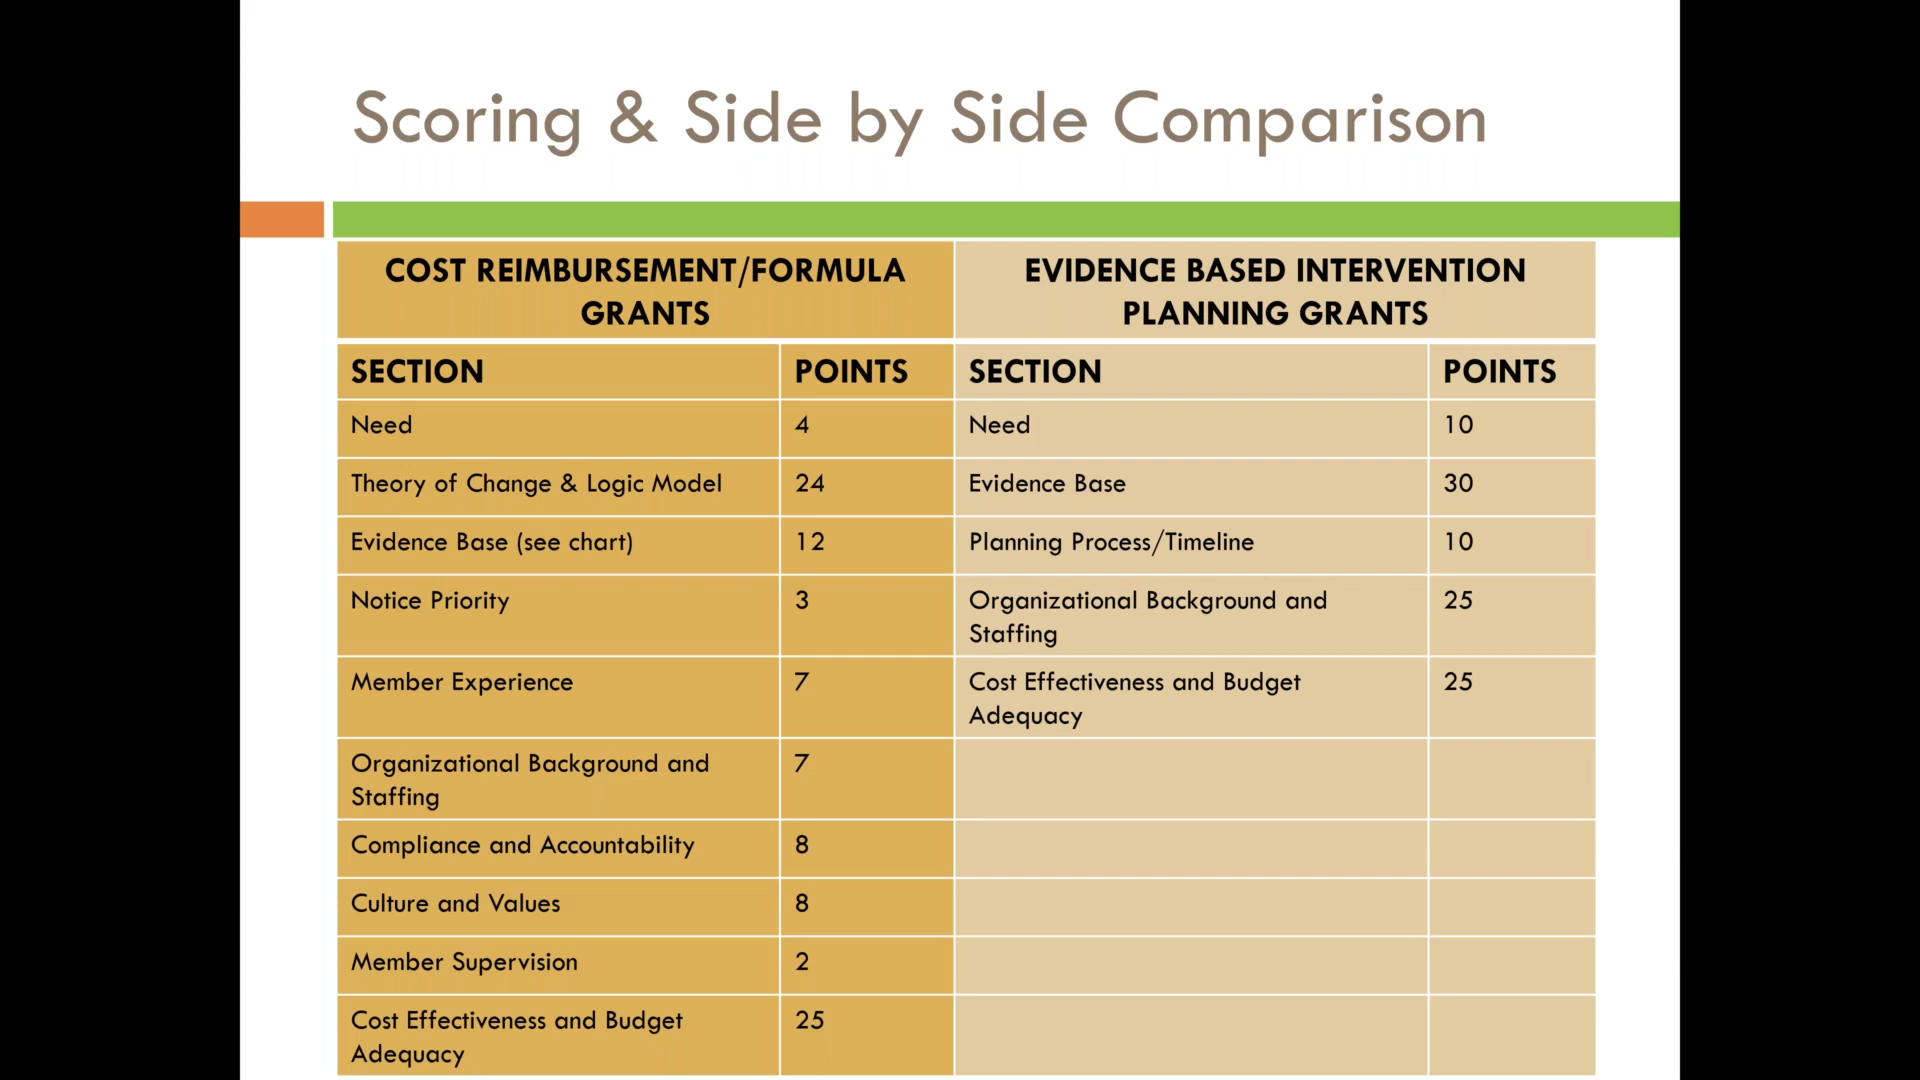 Scoring & Side by Side Comparison
COST REIMBURSEMENT/FORMULA
GRANTS
EVIDENCE BASED INTERVENTION
PLANNING GRANTS
SECTION POINTS SECTION POINTS
Need 4 Need 10
Theory of Change & Logic Model 24 Evidence Base 30
Evidence Base (see chart) 12 Planning Process/Timeline 10
Notice Priority 3 Organizational Background and 25
Staffing
Member Experience 7 Cost Effectiveness and Budget 25
Adequacy
Organizational Background and 7
Staffing
Compliance and Accountability 8
Culture and Values 8
Member Supervision 2
Cost Effectiveness and Budget 25
Adequacy